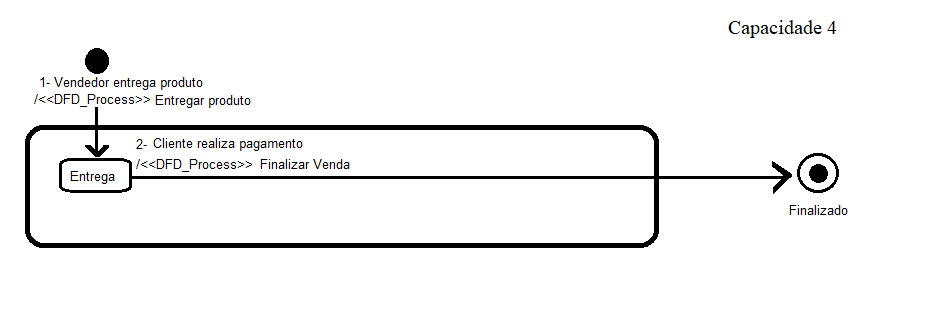 Capacidade 4
1- Vendedor entrega produto
/<<DFD_Process>> Entregar produto
2- Cliente realiza pagamento
/<<DFD_Process>> Finalizar Venda
Entrega
Finalizado